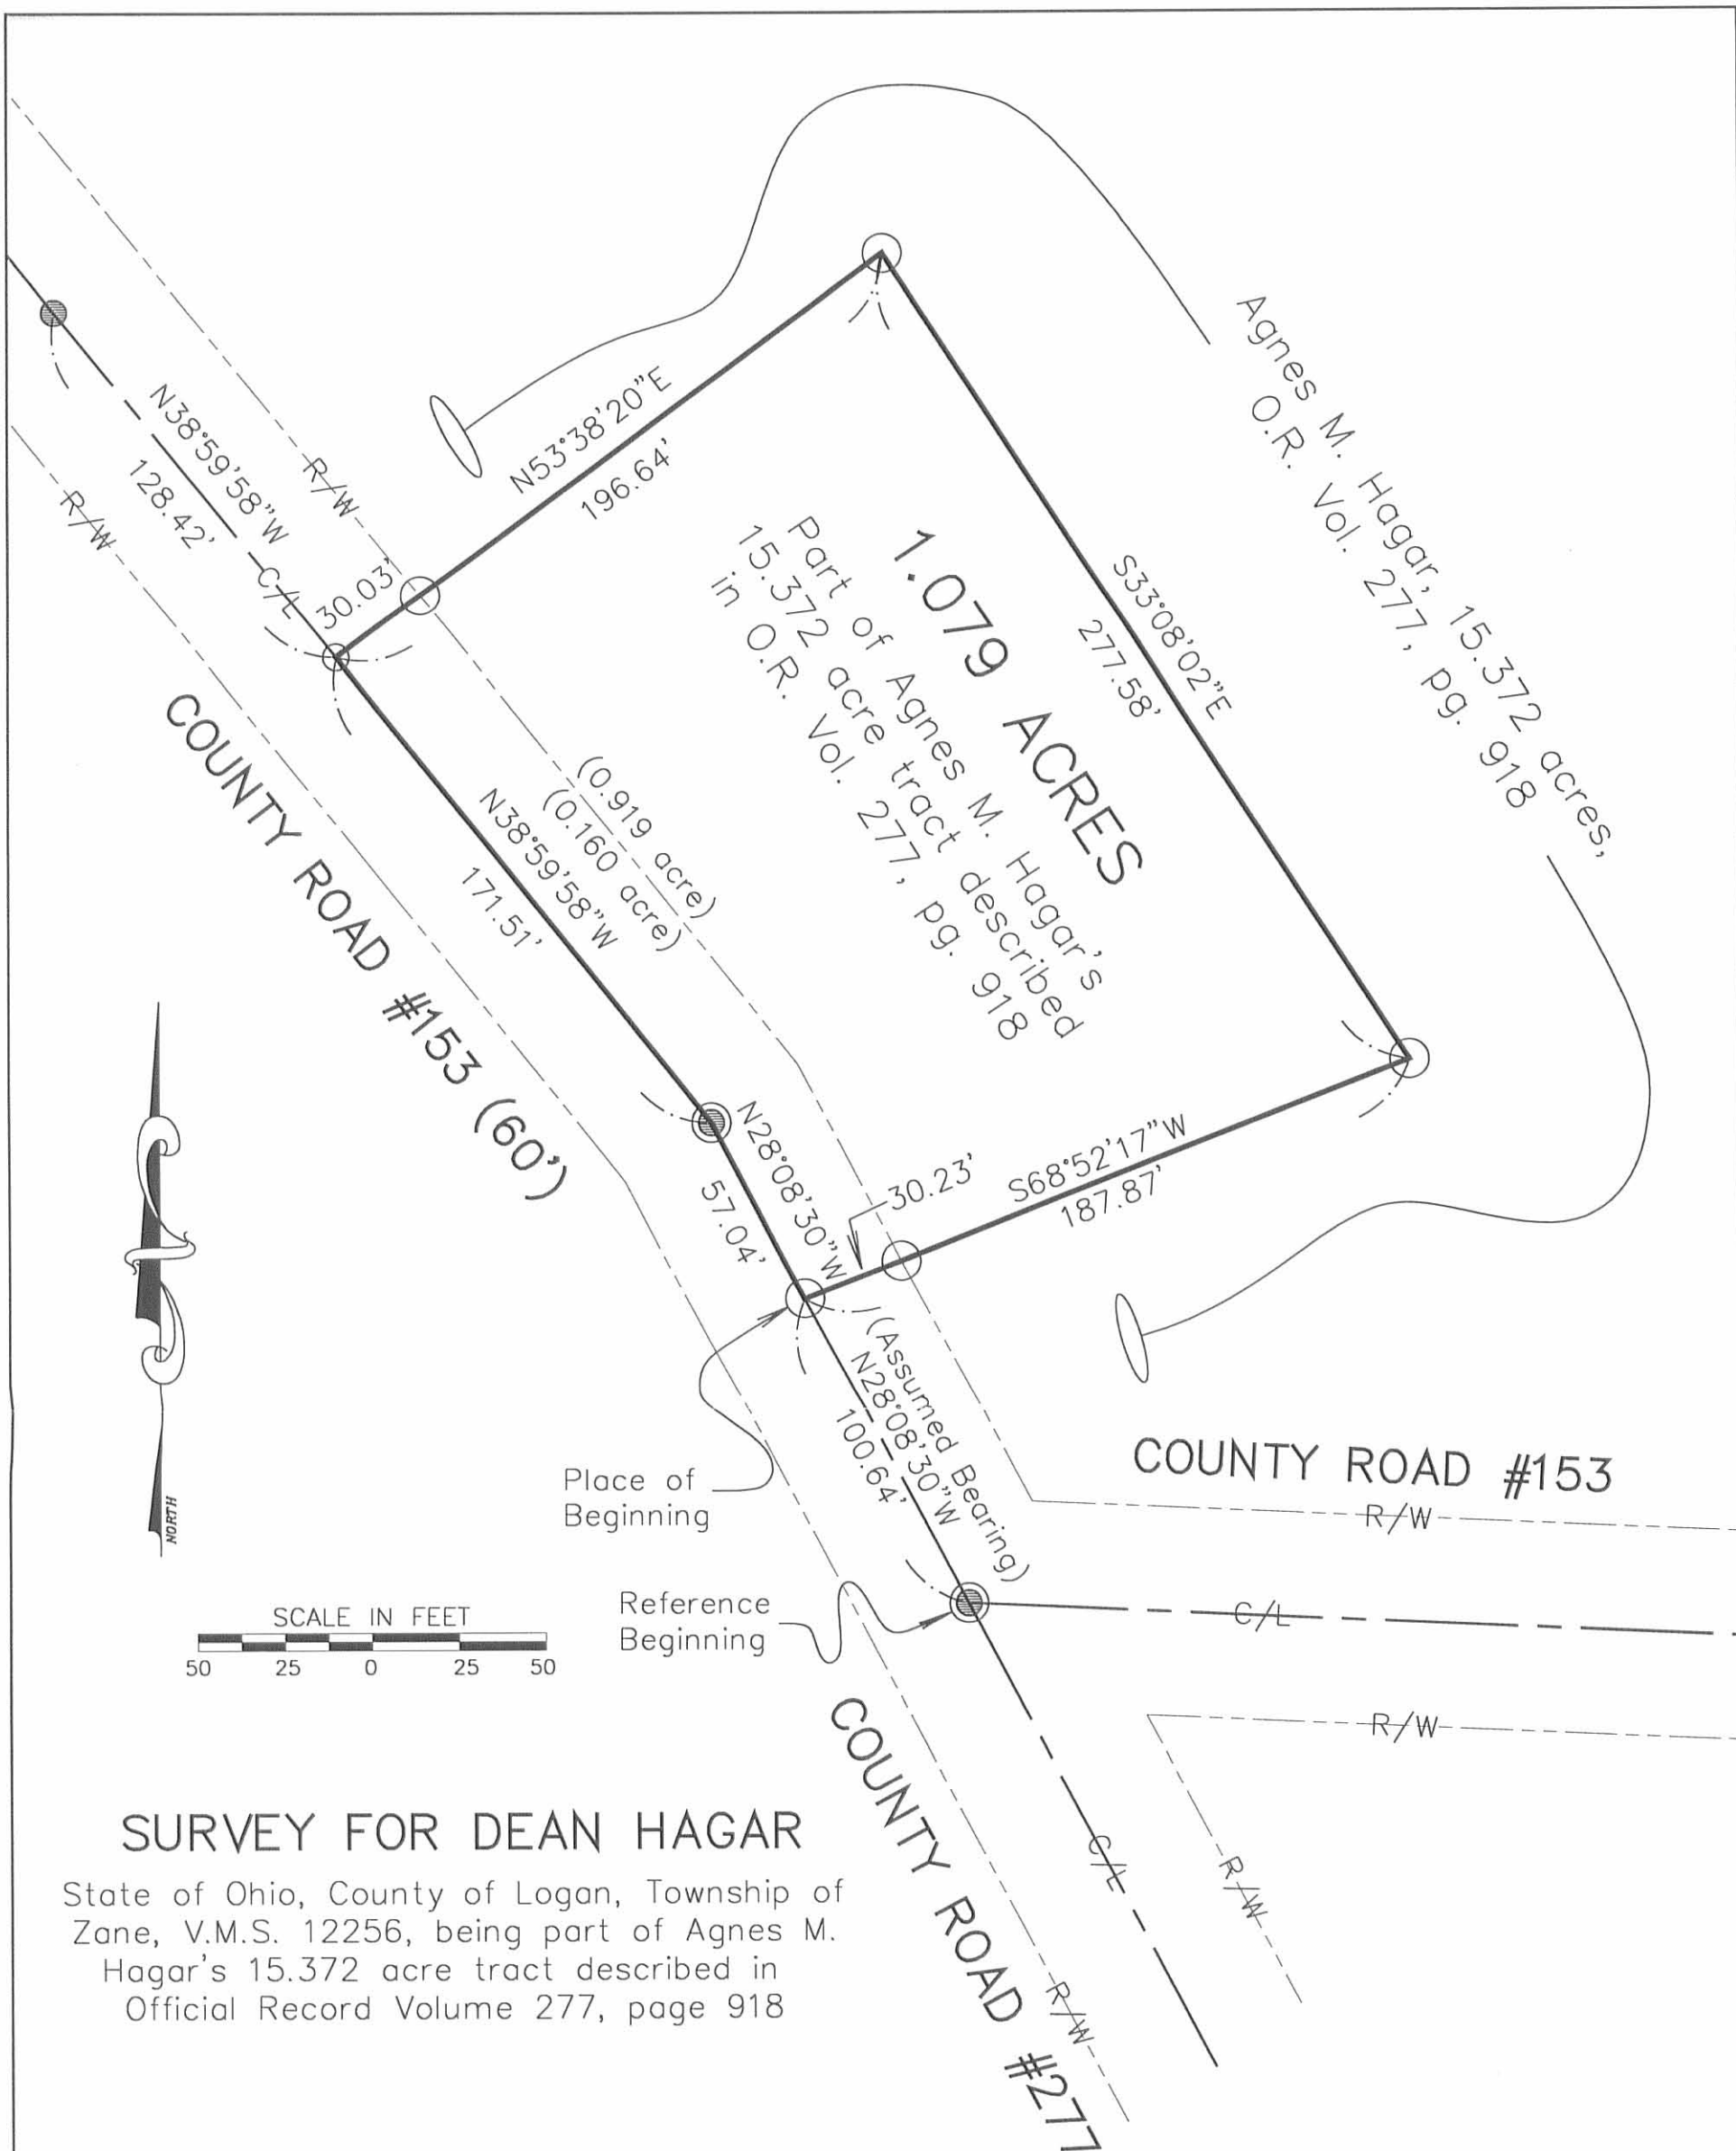 Agnes M. Hagar, 15.372 acres,
O.R. Vol. 277, pg. 918
N38°59'58"W
128.42'
R/W
R/W
C/L
30.03'
N53°38'20"E
196.64'
S33°08'02"E
277.58'
1.079 ACRES
Part of Agnes M. Hagar's
15.372 acre tract described
in O.R. Vol. 277, pg. 918
(0.919 acre)
(0.160 acre)
N38°59'58"W
171.51'
COUNTY ROAD #153 (60')
N28°08'30"W
57.04'
30.23'
S68°52'17"W
187.87'
(Assumed Bearing)
N28°08'30"W
100.64'
Place of
Beginning
COUNTY ROAD #153
R/W
Reference
Beginning
C/L
R/W
NORTH
SCALE IN FEET
50 25 0 25 50
COUNTY ROAD #277
C/L
R/W
R/W
SURVEY FOR DEAN HAGAR
State of Ohio, County of Logan, Township of
Zane, V.M.S. 12256, being part of Agnes M.
Hagar's 15.372 acre tract described in
Official Record Volume 277, page 918